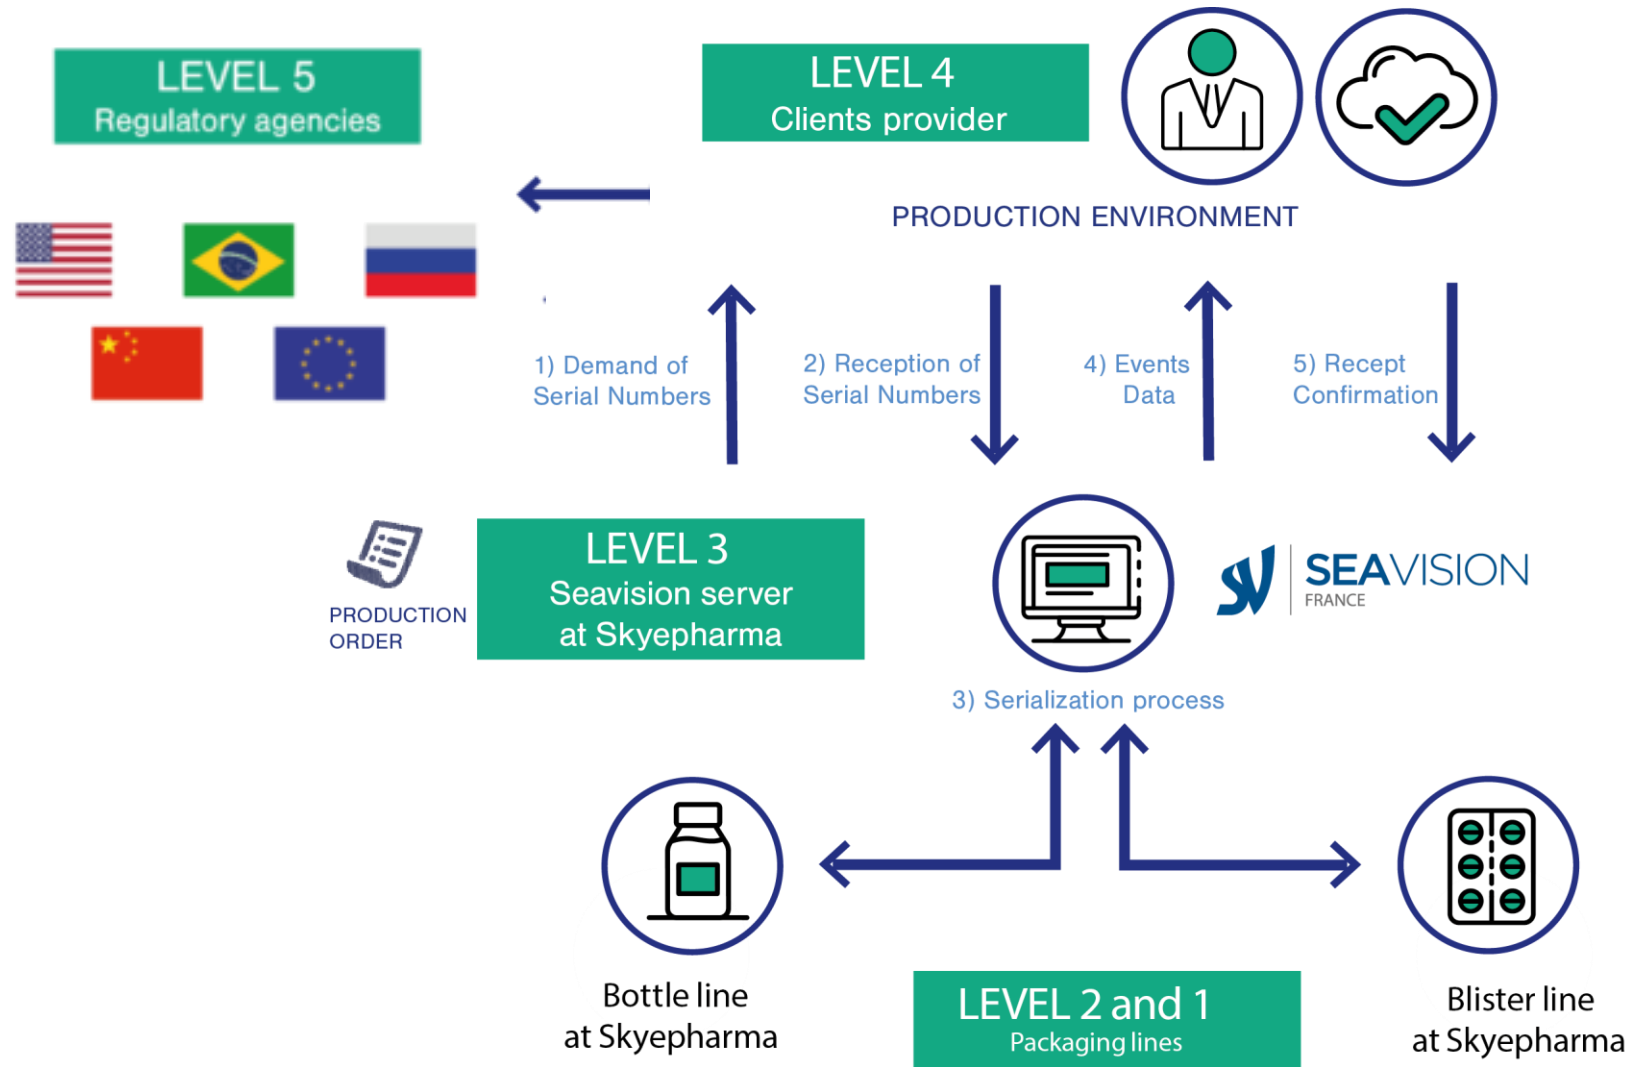 LEVEL 5
Regulatory agencies
LEVEL 4
Clients provider
PRODUCTION ENVIRONMENT
1) Demand of
Serial Numbers
2) Reception of
Serial Numbers
4) Events
Data
5) Recept
Confirmation
PRODUCTION
ORDER
LEVEL 3
Seavision server
at Skyepharma
SEAVISION
FRANCE
3) Serialization process
Bottle line
at Skyepharma
LEVEL 2 and 1
Packaging lines
Blister line
at Skyepharma